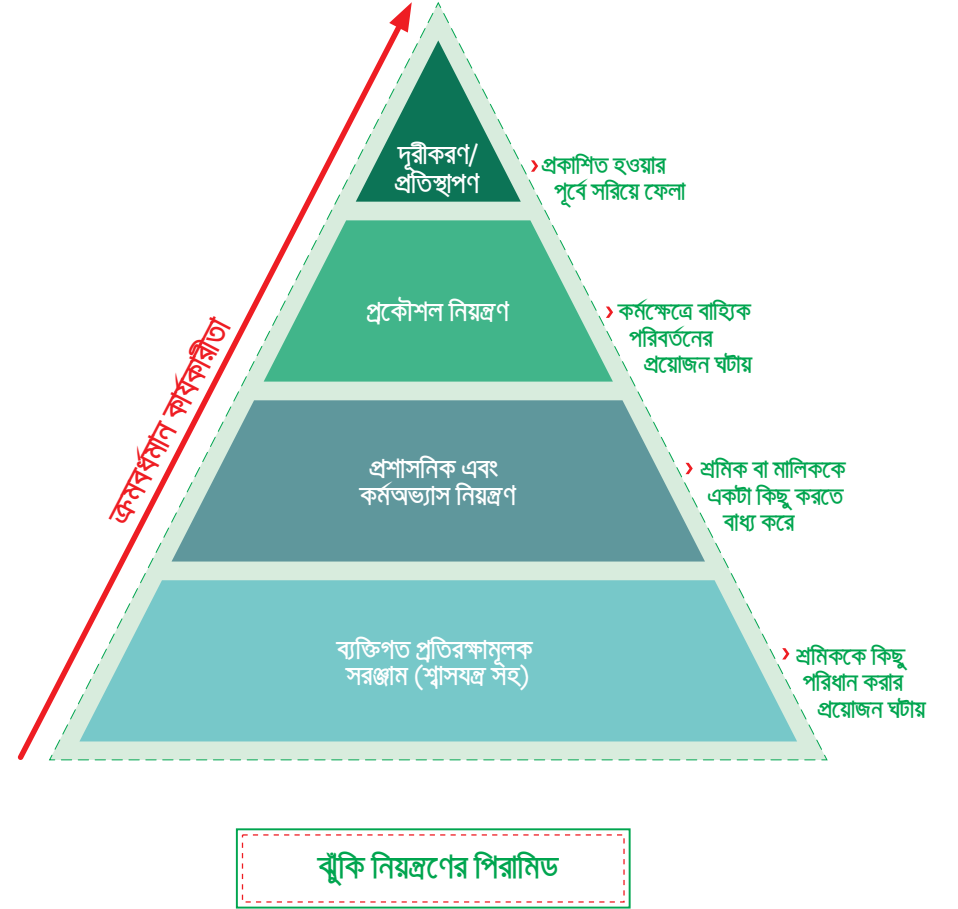 দূরীকরণ/
প্রতিস্থাপণ
›প্রকাশিত হওয়ার
পূর্বে সরিয়ে ফেলা
প্রকৌশল নিয়ন্ত্রণ
› কর্মক্ষেত্রে বাহ্যিক
পরিবর্তনের
প্রয়োজন ঘটায়
ক্রমবর্ধমান কার্যকারীতা
প্রশাসনিক এবং
কর্মঅভ্যাস নিয়ন্ত্রণ
› শ্রমিক বা মালিককে
একটা কিছু করতে
বাধ্য করে
ব্যক্তিগত প্রতিরক্ষামূলক
সরঞ্জাম (শ্বাসযন্ত্র সহ)
› শ্রমিককে কিছু
পরিধান করার
প্রয়োজন ঘটায়
ঝুঁকি নিয়ন্ত্রণের পিরামিড